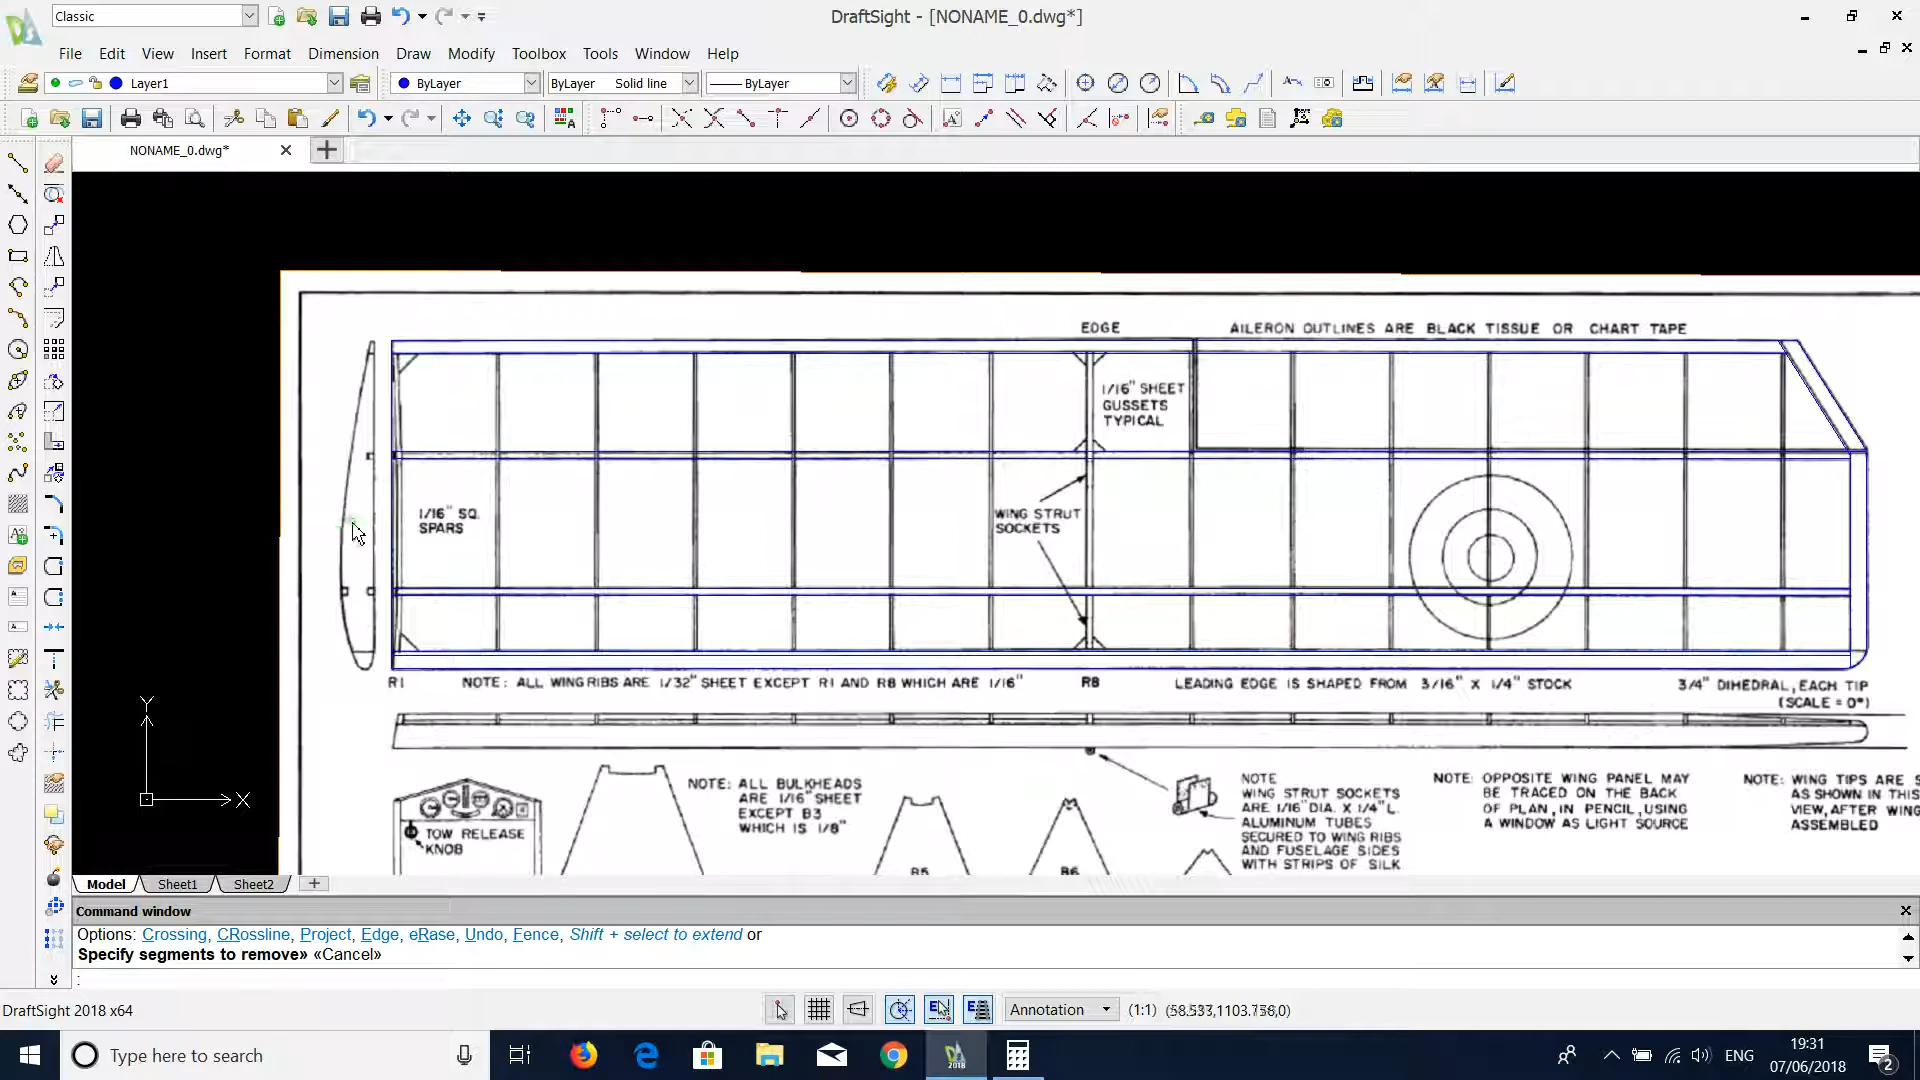 Classic
DraftSight - [NONAME_0.dwg*]
File Edit View Insert Format Dimension Draw Modify Toolbox Tools Window Help
Layer1 ByLayer ByLayer Solid line ByLayer
NONAME_0.dwg*
EDGE
AILERON OUTLINES ARE BLACK TISSUE OR CHART TAPE
1/16" SHEET
GUSSETS
TYPICAL
1/16" SQ.
SPARS
WING STRUT
SOCKETS
R1
NOTE: ALL WING RIBS ARE 1/32" SHEET EXCEPT R1 AND R8 WHICH ARE 1/16"
R8
LEADING EDGE IS SHAPED FROM 3/16" X 1/4" STOCK
3/4" DIHEDRAL, EACH TIP
(SCALE = 0°)
TOW RELEASE
KNOB
NOTE: ALL BULKHEADS
ARE 1/16" SHEET
EXCEPT B3
WHICH IS 1/8"
NOTE
WING STRUT SOCKETS
ARE 1/16" DIA. X 1/4" L.
ALUMINUM TUBES
SECURED TO WING RIBS
AND FUSELAGE SIDES
WITH STRIPS OF SILK
NOTE: OPPOSITE WING PANEL MAY
BE TRACED ON THE BACK
OF PLAN, IN PENCIL, USING
A WINDOW AS LIGHT SOURCE
NOTE: WING TIPS ARE S
AS SHOWN IN THIS
VIEW, AFTER WING
ASSEMBLED
Y
X
Model Sheet1 Sheet2
Command window
Options: Crossing, CRossline, Project, Edge, eRase, Undo, Fence, Shift + select to extend or
Specify segments to remove» «Cancel»
:
DraftSight 2018 x64
Annotation (1:1)
Type here to search
2018
ENG
19:31
07/06/2018
2